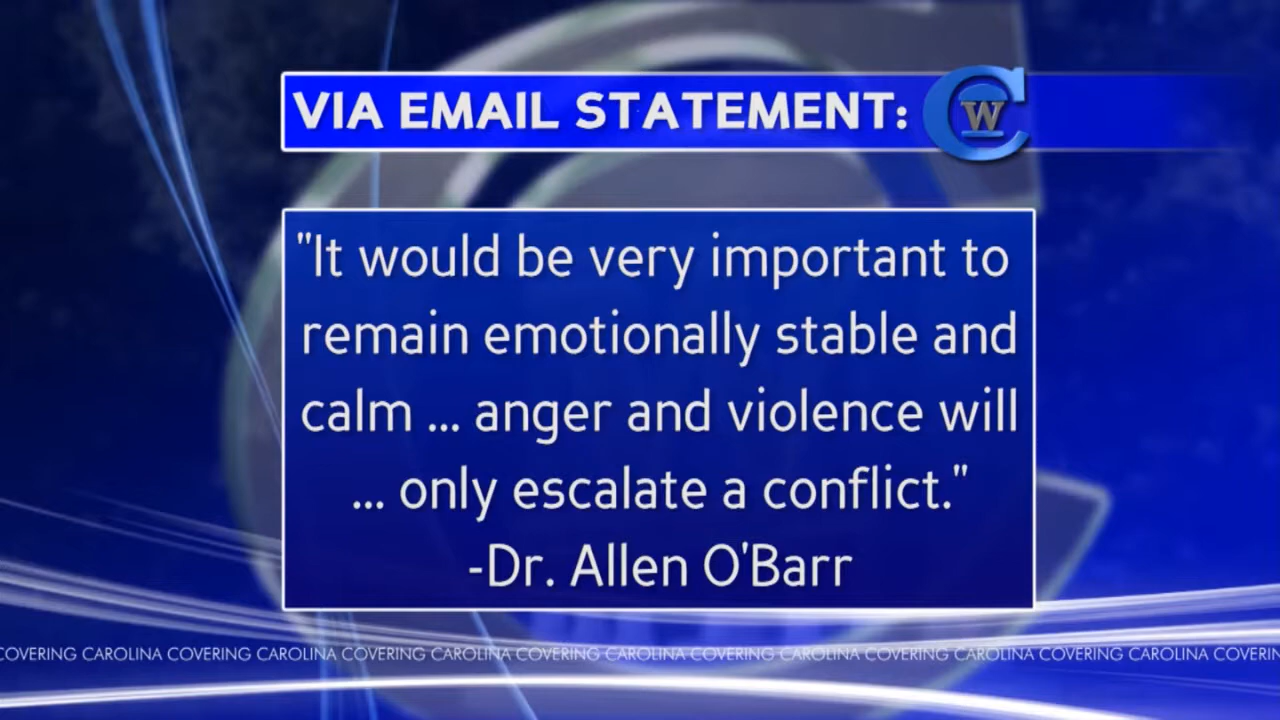 VIA EMAIL STATEMENT:
CW
"It would be very important to
remain emotionally stable and
calm ... anger and violence will
... only escalate a conflict."
-Dr. Allen O'Barr
COVERING CAROLINA COVERING CAROLINA COVERING CAROLINA COVERING CAROLINA COVERING CAROLINA COVERING CAROLINA COVERING CAROLINA COVERIN